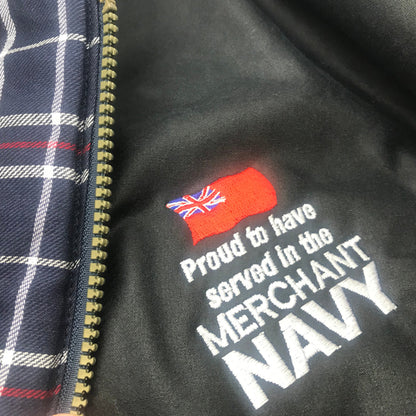 Proud to have
served in the
MERCHANT
NAVY